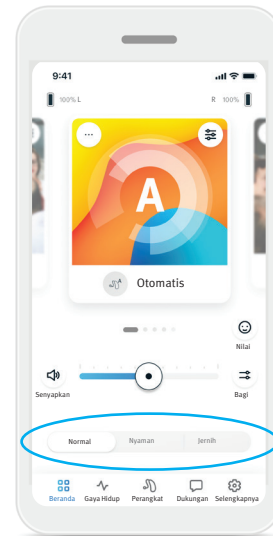 9:41
100% L R 100%
A
A Otomatis
Nilai
Senyapkan Bagi
Normal Nyaman Jernih
Beranda Gaya Hidup Perangkat Dukungan Selengkapnya